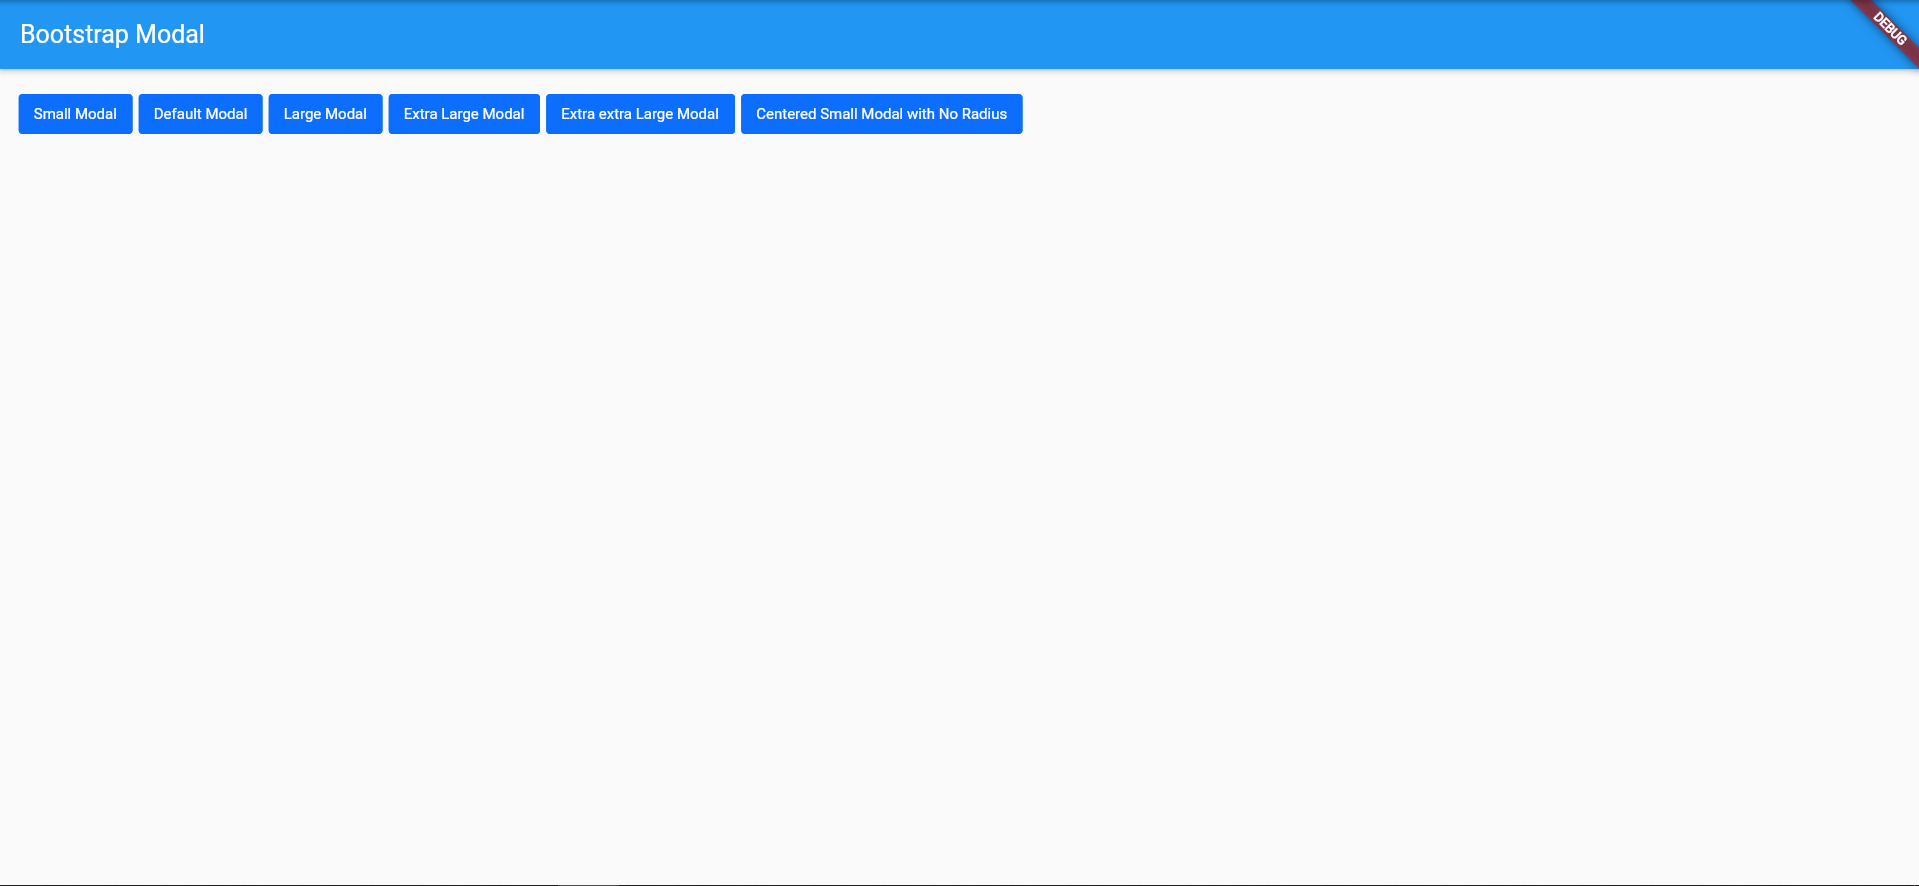 Bootstrap Modal
DEBUG
Small Modal
Default Modal
Large Modal
Extra Large Modal
Extra extra Large Modal
Centered Small Modal with No Radius